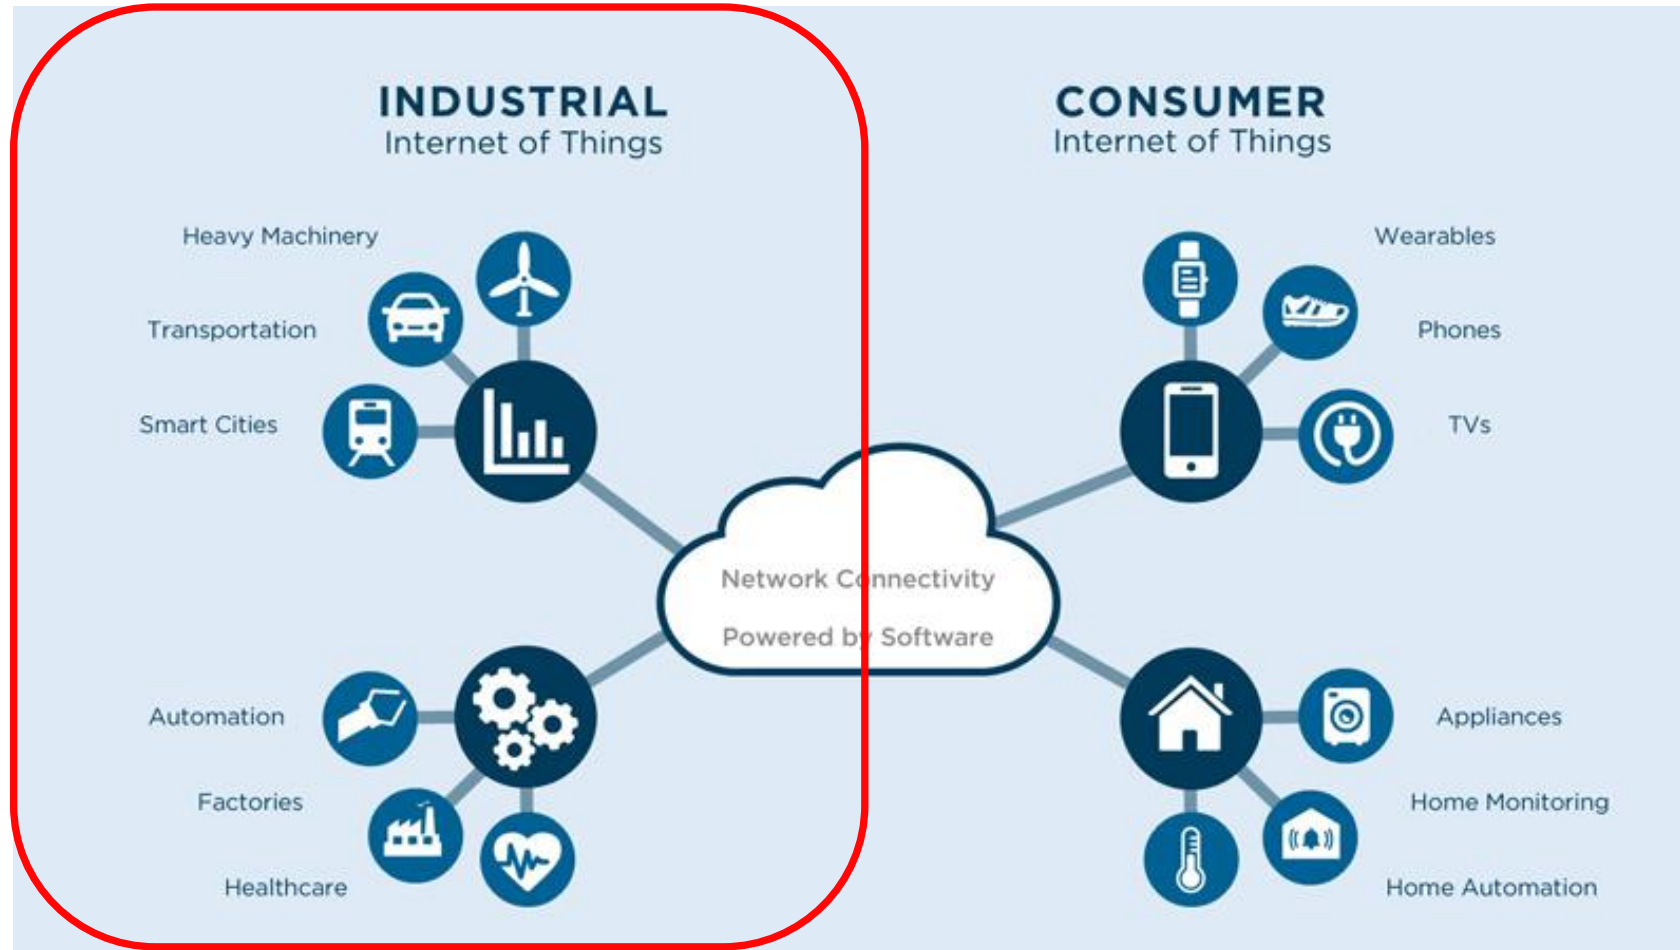 INDUSTRIAL
Internet of Things
Heavy Machinery
Transportation
Smart Cities
Automation
Factories
Healthcare
Network Connectivity
Powered by Software
CONSUMER
Internet of Things
Wearables
Phones
TVs
Appliances
Home Monitoring
Home Automation